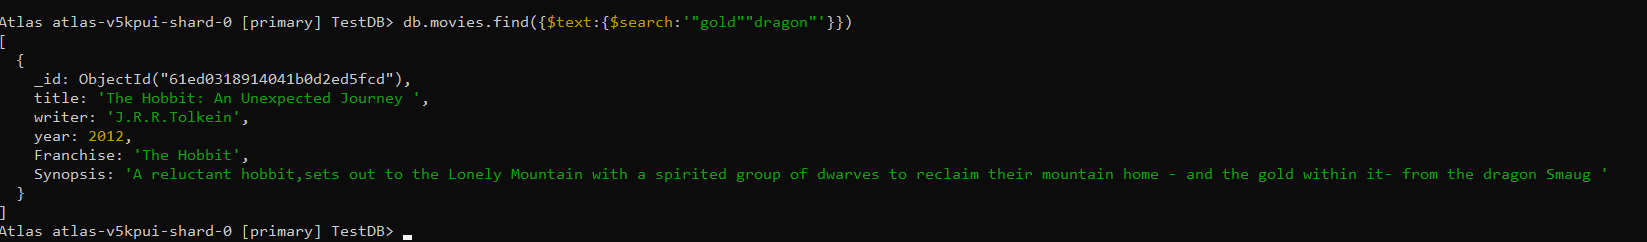 Atlas atlas-v5kpui-shard-0 [primary] TestDB> db.movies.find({$text:{$search:'"gold""dragon"'}})
[
  {
    _id: ObjectId("61ed0318914041b0d2ed5fcd"),
    title: 'The Hobbit: An Unexpected Journey ',
    writer: 'J.R.R.Tolkein',
    year: 2012,
    Franchise: 'The Hobbit',
    Synopsis: 'A reluctant hobbit,sets out to the Lonely Mountain with a spirited group of dwarves to reclaim their mountain home - and the gold within it- from the dragon Smaug '
  }
]
Atlas atlas-v5kpui-shard-0 [primary] TestDB>